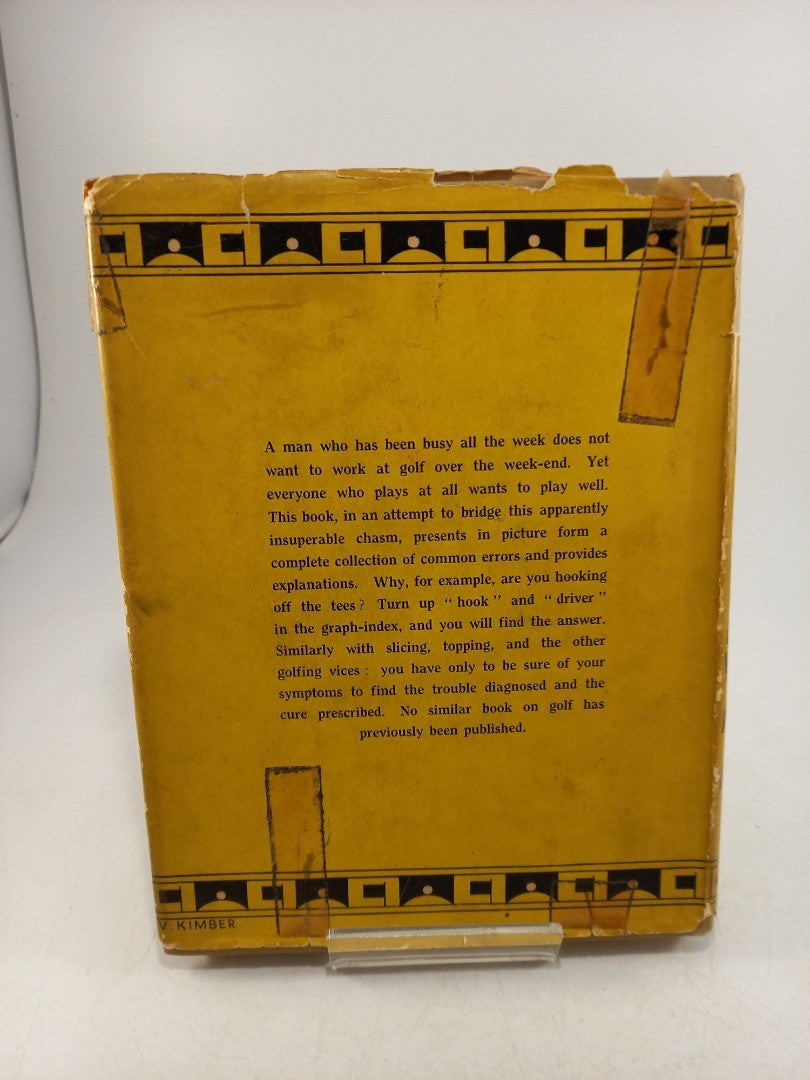 A man who has been busy all the week does not
want to work at golf over the week-end. Yet
everyone who plays at all wants to play well.
This book, in an attempt to bridge this apparently
insuperable chasm, presents in picture form a
complete collection of common errors and provides
explanations. Why, for example, are you hooking
off the tees? Turn up "hook" and "driver"
in the graph-index, and you will find the answer.
Similarly with slicing, topping, and the other
golfing vices: you have only to be sure of your
symptoms to find the trouble diagnosed and the
cure prescribed. No similar book on golf has
previously been published.
V. KIMBER